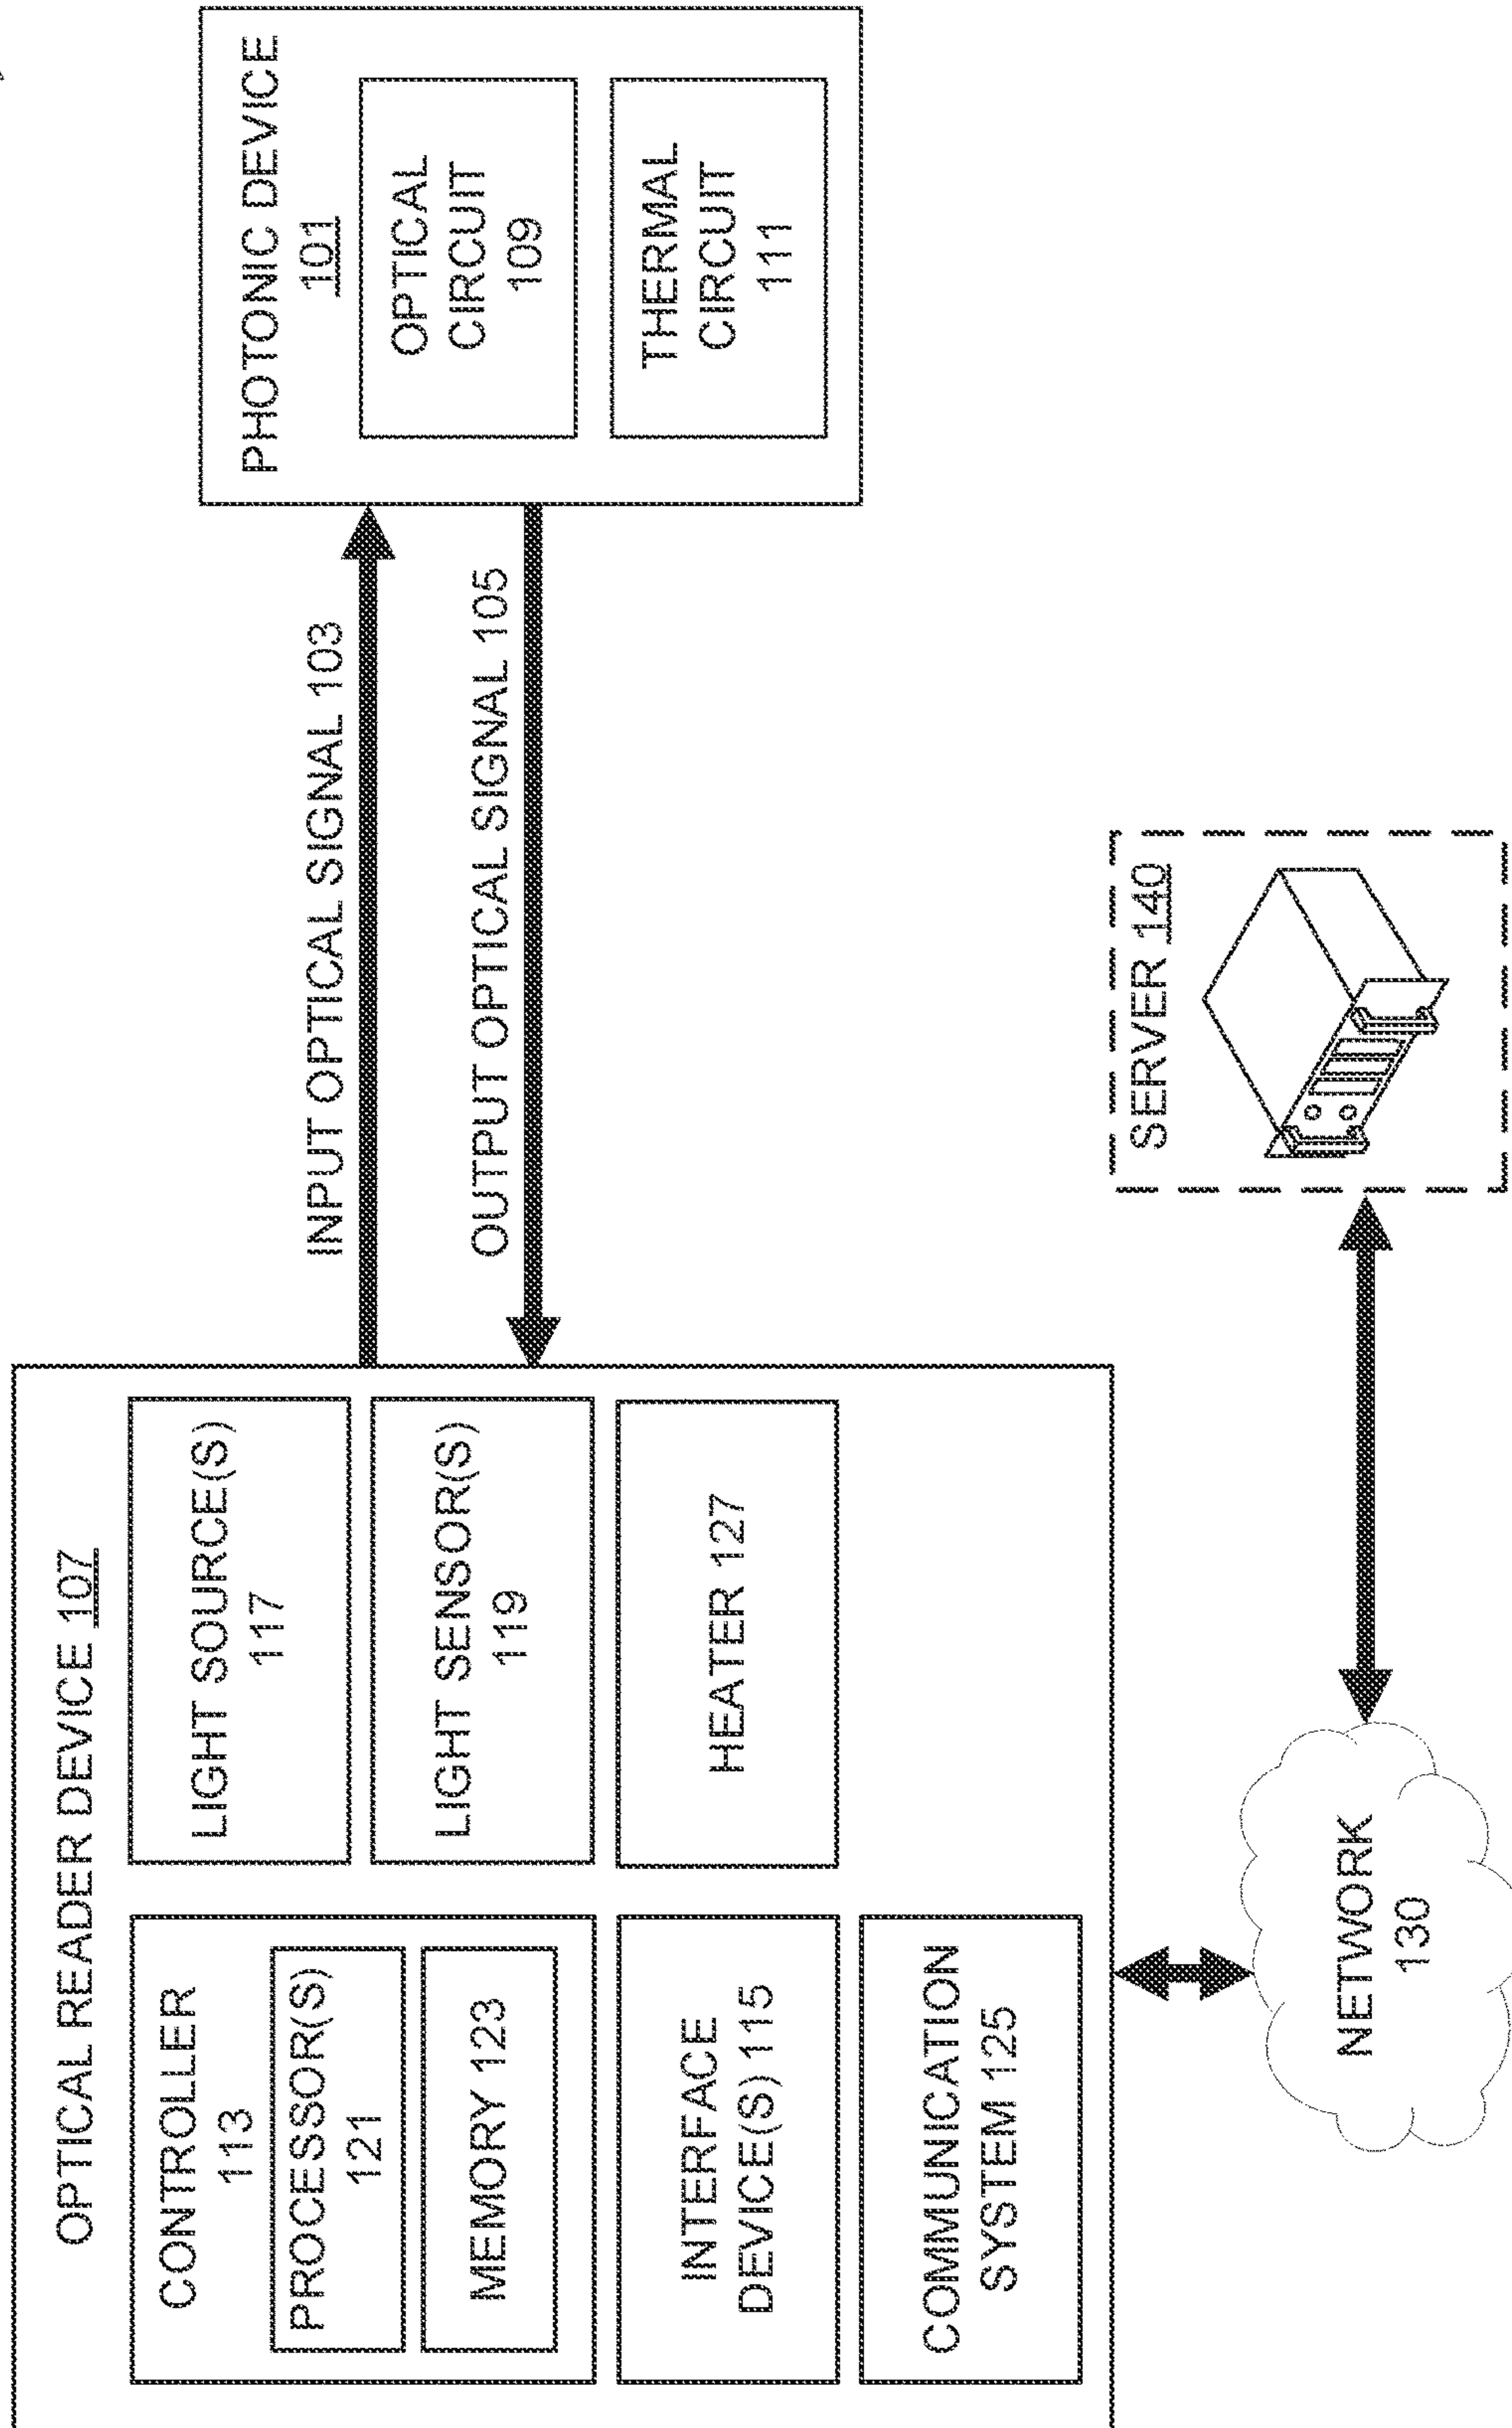 OPTICAL READER DEVICE 107
CONTROLLER
113
PROCESSOR(S)
121
MEMORY 123
INTERFACE
DEVICE(S) 115
COMMUNICATION
SYSTEM 125
LIGHT SOURCE(S)
117
LIGHT SENSOR(S)
119
HEATER 127
INPUT OPTICAL SIGNAL 103
OUTPUT OPTICAL SIGNAL 105
PHOTONIC DEVICE
101
OPTICAL
CIRCUIT
109
THERMAL
CIRCUIT
111
NETWORK
130
SERVER 140